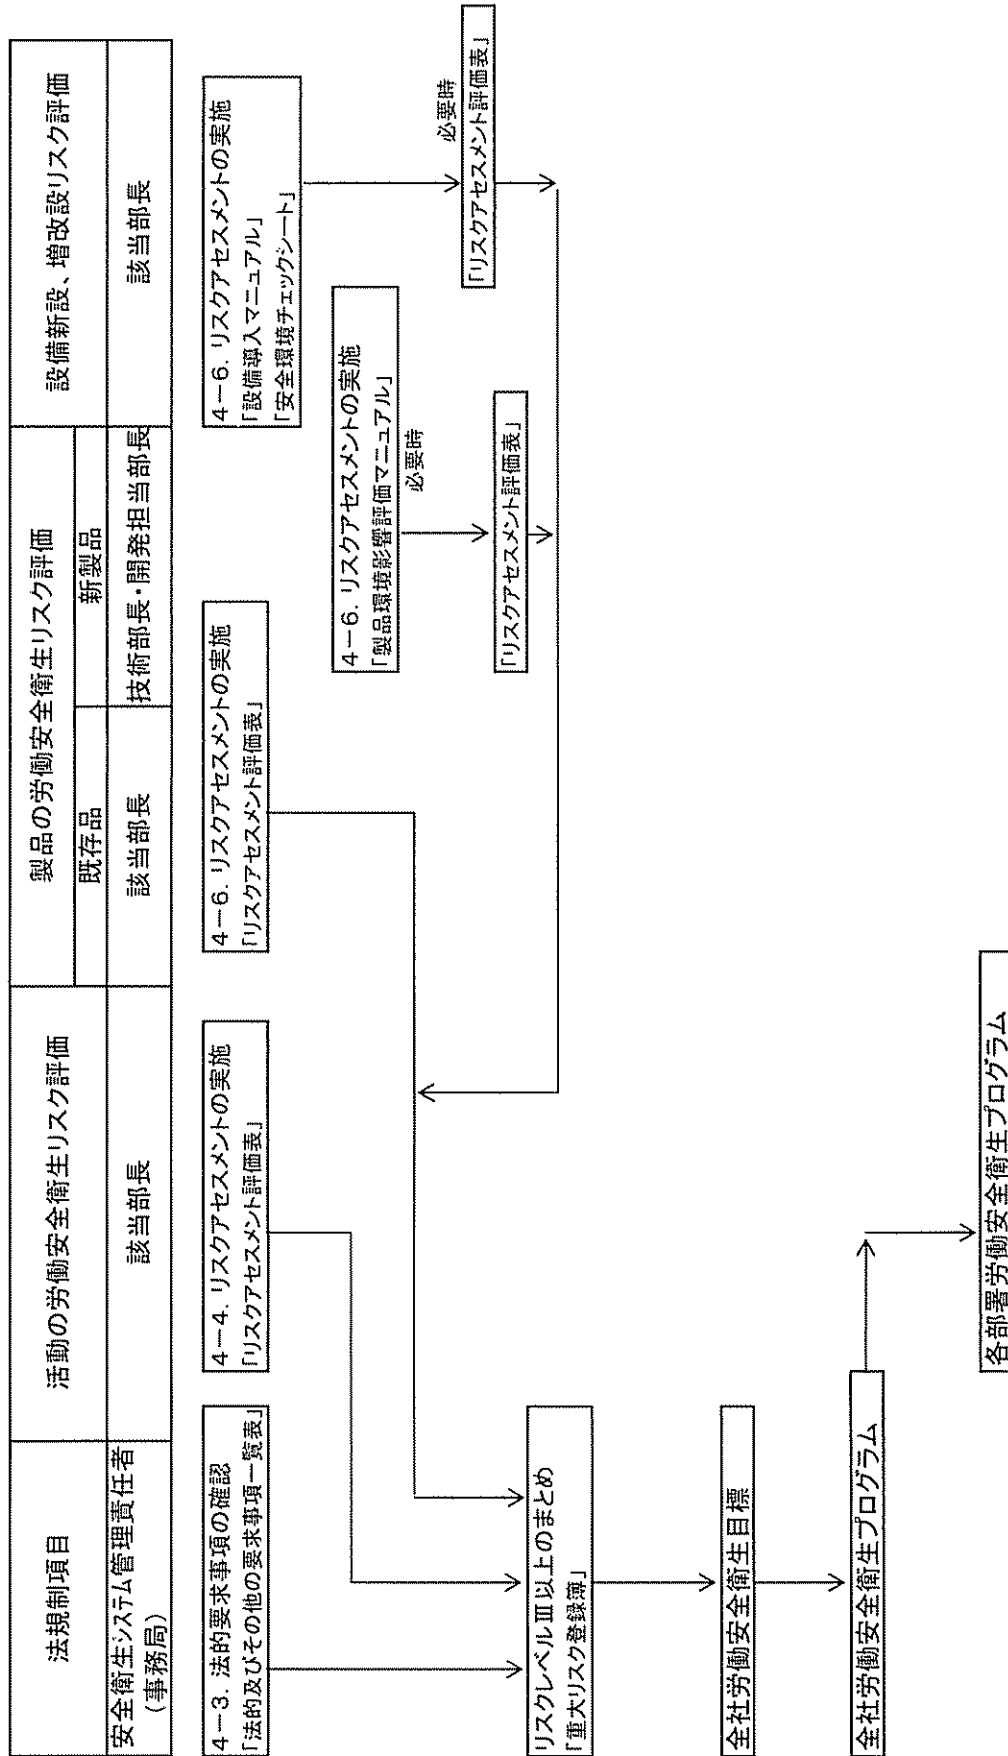 法規制項目
活動の労働安全衛生リスク評価
製品の労働安全衛生リスク評価
設備新設、増改設リスク評価
既存品
新製品
安全衛生システム管理責任者
(事務局)
該当部長
該当部長
技術部長・開発担当部長
該当部長
4-3. 法的要求事項の確認
「法的及びその他の要求事項一覧表」
4-4. リスクアセスメントの実施
「リスクアセスメント評価表」
4-6. リスクアセスメントの実施
「リスクアセスメント評価表」
4-6. リスクアセスメントの実施
「設備導入マニュアル」
「安全環境チェックシート」
4-6. リスクアセスメントの実施
「製品環境影響評価マニュアル」
必要時
必要時
「リスクアセスメント評価表」
「リスクアセスメント評価表」
リスクレベルⅢ以上のまとめ
「重大リスク登録簿」
全社労働安全衛生目標
全社労働安全衛生プログラム
各部署労働安全衛生プログラム